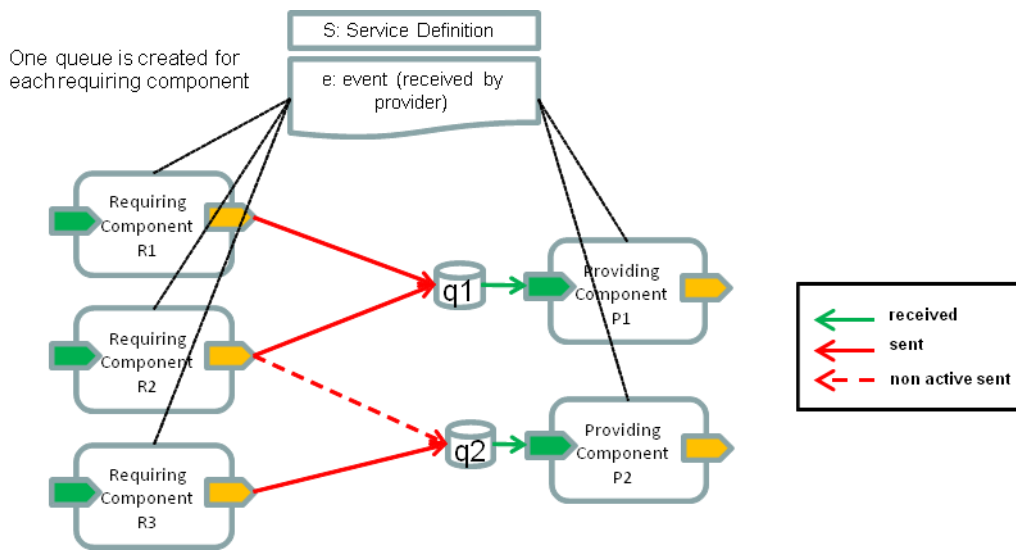 S: Service Definition
One queue is created for
each requiring component
e: event (received by
provider)
Requiring
Component
R1
Requiring
Component
R2
Requiring
Component
R3
q1
q2
Providing
Component
P1
Providing
Component
P2
received
sent
non active sent